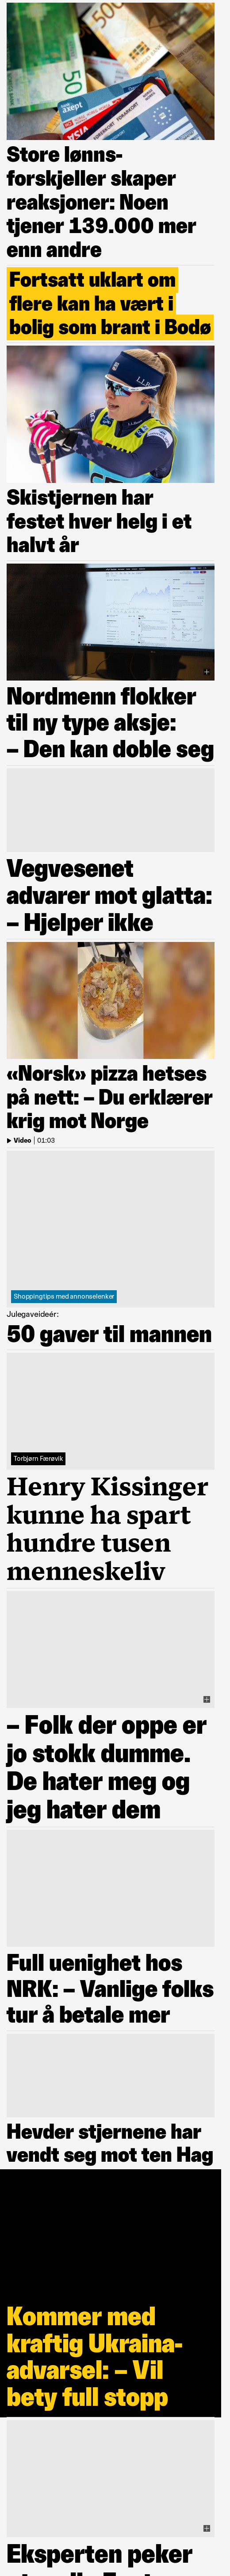 Store lønns-
forskjeller skaper
reaksjoner: Noen
tjener 139.000 mer
enn andre
Fortsatt uklart om
flere kan ha vært i
bolig som brant i Bodø
Skistjernen har
festet hver helg i et
halvt år
Nordmenn flokker
til ny type aksje:
– Den kan doble seg
Vegvesenet
advarer mot glatta:
– Hjelper ikke
«Norsk» pizza hetses
på nett: – Du erklærer
krig mot Norge
Video | 01:03
Shoppingtips med annonselenker
Julegaveideér:
50 gaver til mannen
Torbjørn Færøvik
Henry Kissinger
kunne ha spart
hundre tusen
menneskeliv
– Folk der oppe er
jo stokk dumme.
De hater meg og
jeg hater dem
Full uenighet hos
NRK: – Vanlige folks
tur å betale mer
Hevder stjernene har
vendt seg mot ten Hag
Kommer med
kraftig Ukraina-
advarsel: – Vil
bety full stopp
Eksperten peker